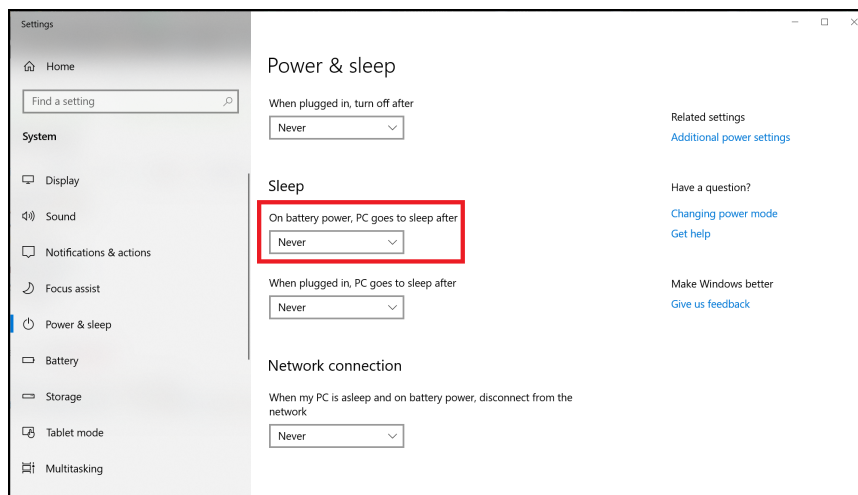 Settings
Home
Find a setting
System
Display
Sound
Notifications & actions
Focus assist
Power & sleep
Battery
Storage
Tablet mode
Multitasking
Power & sleep
When plugged in, turn off after
Never
Sleep
On battery power, PC goes to sleep after
Never
When plugged in, PC goes to sleep after
Never
Network connection
When my PC is asleep and on battery power, disconnect from the
network
Never
Related settings
Additional power settings
Have a question?
Changing power mode
Get help
Make Windows better
Give us feedback